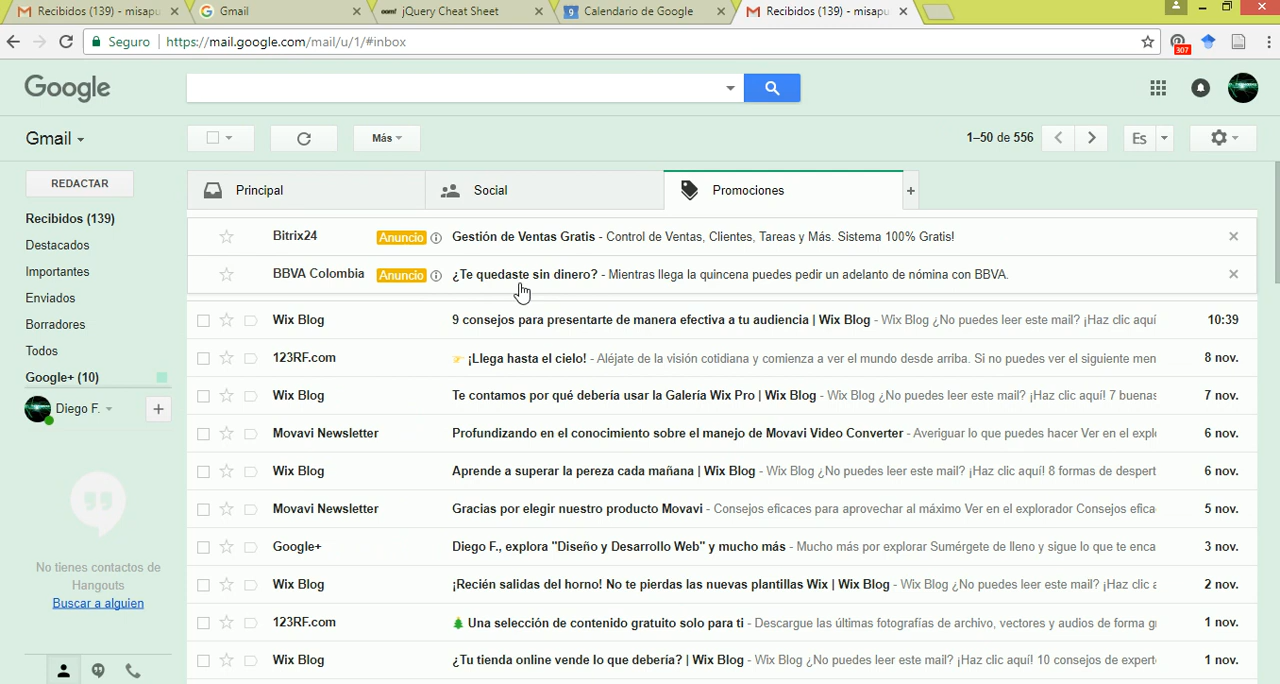 Recibidos (139) - misapu
Gmail
jQuery Cheat Sheet
9 Calendario de Google
Recibidos (139) - misapu
Seguro https://mail.google.com/mail/u/1/#inbox
307
Google
Gmail
Más
1–50 de 556
Es
REDACTAR
Principal
Social
Promociones
+
Recibidos (139)
Destacados
Importantes
Enviados
Borradores
Todos
Google+ (10)
Diego F.
+
No tienes contactos de
Hangouts
Buscar a alguien
Bitrix24 Anuncio Gestión de Ventas Gratis - Control de Ventas, Clientes, Tareas y Más. Sistema 100% Gratis!
BBVA Colombia Anuncio ¿Te quedaste sin dinero? - Mientras llega la quincena puedes pedir un adelanto de nómina con BBVA.
Wix Blog 9 consejos para presentarte de manera efectiva a tu audiencia | Wix Blog - Wix Blog ¿No puedes leer este mail? ¡Haz clic aquí 10:39
123RF.com 👉 ¡Llega hasta el cielo! - Aléjate de la visión cotidiana y comienza a ver el mundo desde arriba. Si no puedes ver el siguiente men 8 nov.
Wix Blog Te contamos por qué debería usar la Galería Wix Pro | Wix Blog - Wix Blog ¿No puedes leer este mail? ¡Haz clic aquí! 7 buenas 7 nov.
Movavi Newsletter Profundizando en el conocimiento sobre el manejo de Movavi Video Converter - Averiguar lo que puedes hacer Ver en el expl 6 nov.
Wix Blog Aprende a superar la pereza cada mañana | Wix Blog - Wix Blog ¿No puedes leer este mail? ¡Haz clic aquí! 8 formas de despert 6 nov.
Movavi Newsletter Gracias por elegir nuestro producto Movavi - Consejos eficaces para aprovechar al máximo Ver en el explorador Consejos efica 5 nov.
Google+ Diego F., explora "Diseño y Desarrollo Web" y mucho más - Mucho más por explorar Sumérgete de lleno y sigue lo que te enca 3 nov.
Wix Blog ¡Recién salidas del horno! No te pierdas las nuevas plantillas Wix | Wix Blog - Wix Blog ¿No puedes leer este mail? ¡Haz clic a 2 nov.
123RF.com 🎄 Una selección de contenido gratuito solo para ti - Descargue las últimas fotografías de archivo, vectores y audios de forma g 1 nov.
Wix Blog ¿Tu tienda online vende lo que debería? | Wix Blog - Wix Blog ¿No puedes leer este mail? ¡Haz clic aquí! 10 consejos de expert 1 nov.